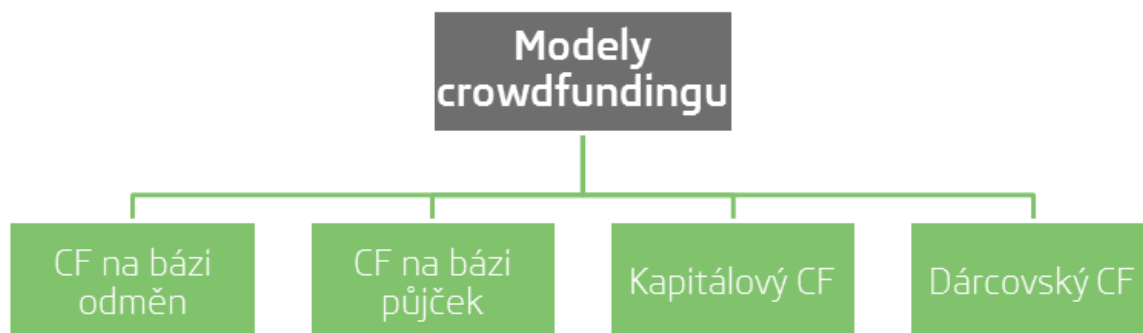 Modely
crowdfundingu
CF na bázi
odměn
CF na bázi
půjček
Kapitálový CF
Dárcovský CF